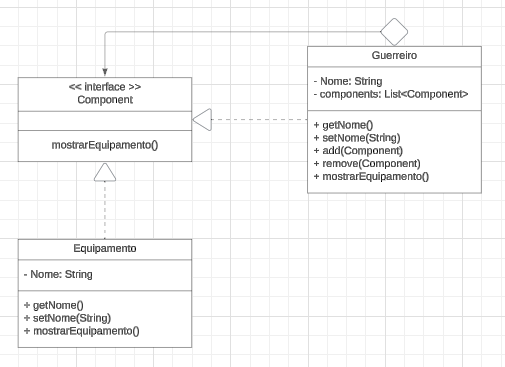 Guerreiro
- Nome: String
- components: List<Component>
+ getNome()
+ setNome(String)
+ add(Component)
+ remove(Component)
+ mostrarEquipamento()
<< interface >>
Component
mostrarEquipamento()
Equipamento
- Nome: String
+ getNome()
+ setNome(String)
+ mostrarEquipamento()